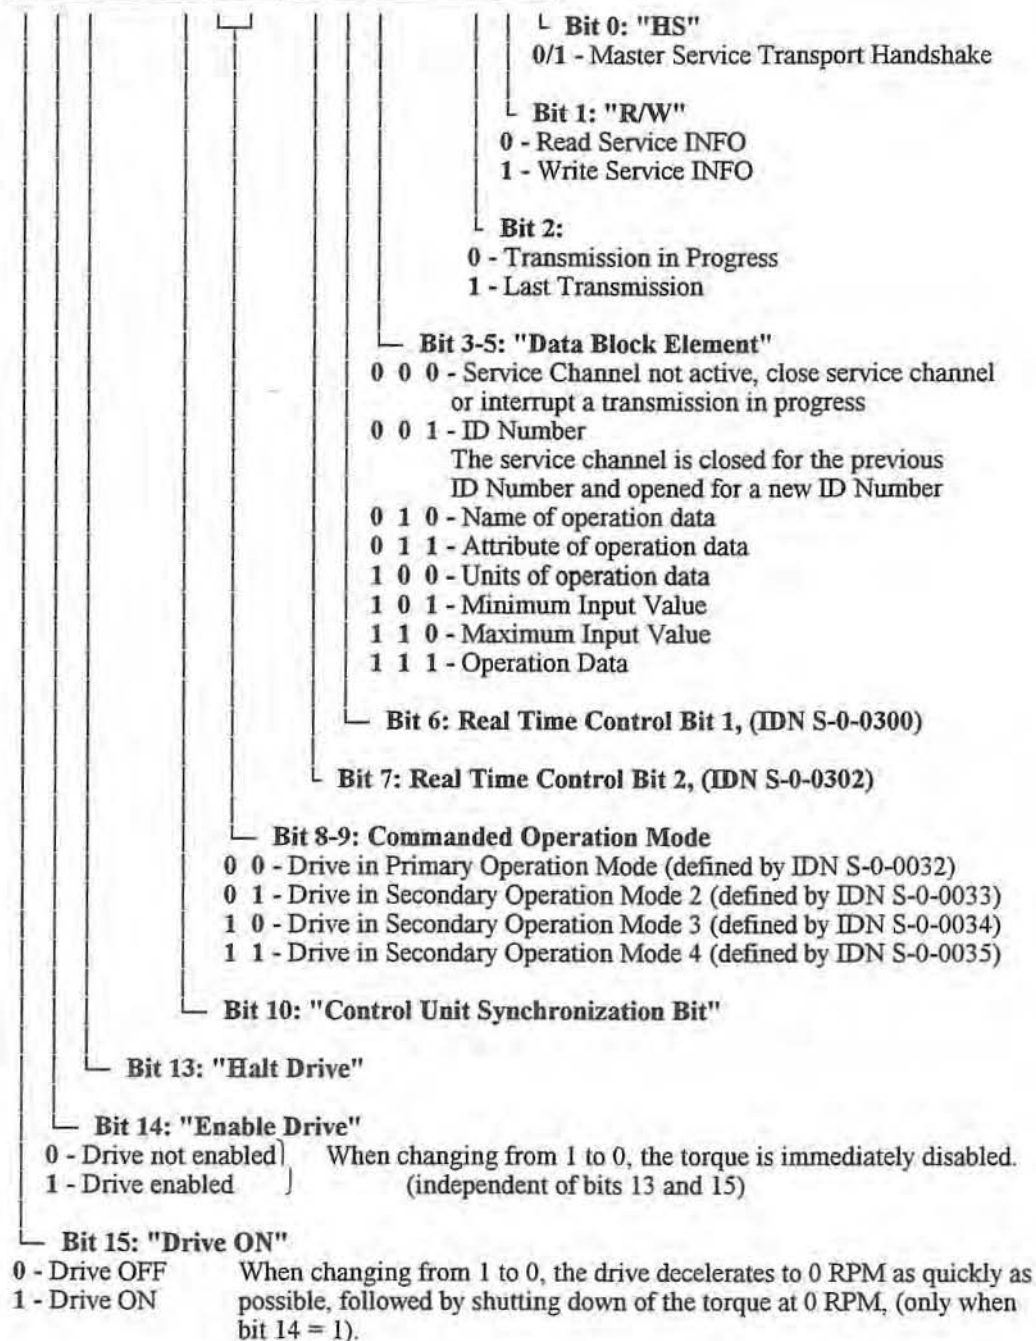 Bit 0: "HS"
0/1 - Master Service Transport Handshake
Bit 1: "R/W"
0 - Read Service INFO
1 - Write Service INFO
Bit 2:
0 - Transmission in Progress
1 - Last Transmission
Bit 3-5: "Data Block Element"
0 0 0 - Service Channel not active, close service channel
or interrupt a transmission in progress
0 0 1 - ID Number
The service channel is closed for the previous
ID Number and opened for a new ID Number
0 1 0 - Name of operation data
0 1 1 - Attribute of operation data
1 0 0 - Units of operation data
1 0 1 - Minimum Input Value
1 1 0 - Maximum Input Value
1 1 1 - Operation Data
Bit 6: Real Time Control Bit 1, (IDN S-0-0300)
Bit 7: Real Time Control Bit 2, (IDN S-0-0302)
Bit 8-9: Commanded Operation Mode
0 0 - Drive in Primary Operation Mode (defined by IDN S-0-0032)
0 1 - Drive in Secondary Operation Mode 2 (defined by IDN S-0-0033)
1 0 - Drive in Secondary Operation Mode 3 (defined by IDN S-0-0034)
1 1 - Drive in Secondary Operation Mode 4 (defined by IDN S-0-0035)
Bit 10: "Control Unit Synchronization Bit"
Bit 13: "Halt Drive"
Bit 14: "Enable Drive"
0 - Drive not enabled When changing from 1 to 0, the torque is immediately disabled.
1 - Drive enabled (independent of bits 13 and 15)
Bit 15: "Drive ON"
0 - Drive OFF When changing from 1 to 0, the drive decelerates to 0 RPM as quickly as
1 - Drive ON possible, followed by shutting down of the torque at 0 RPM, (only when
bit 14 = 1).